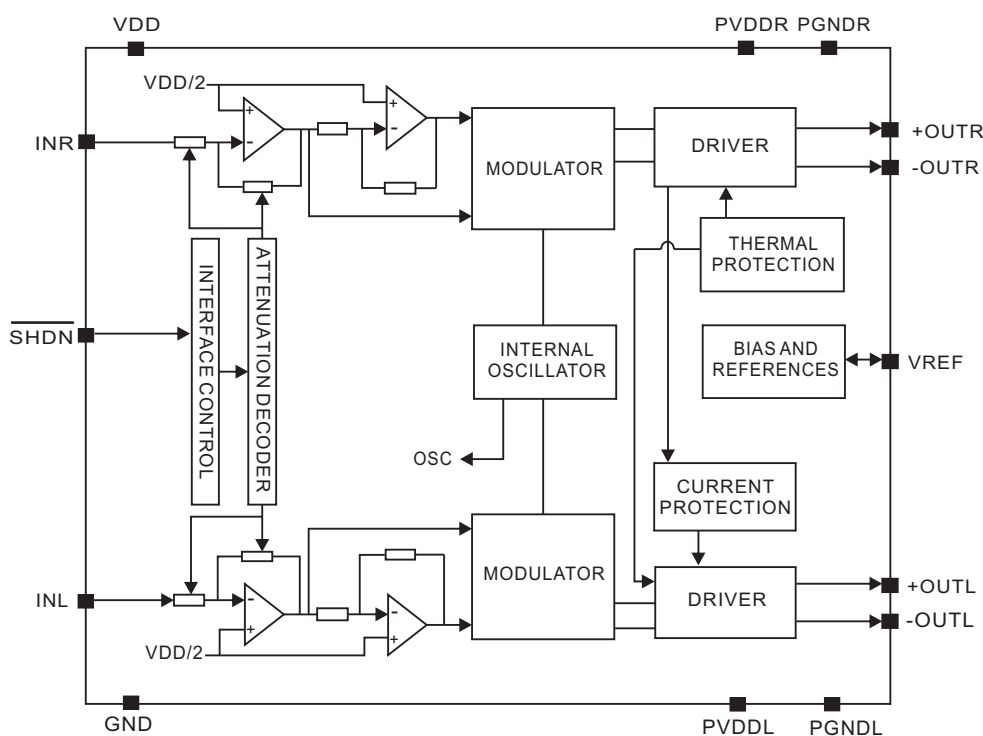 VDD
PVDDR PGNDR
VDD/2
+
-
+
-
INR
MODULATOR
DRIVER
+OUTR
-OUTR
THERMAL
PROTECTION
INTERFACE CONTROL
ATTENUATION DECODER
SHDN
INTERNAL
OSCILLATOR
BIAS AND
REFERENCES
VREF
OSC
CURRENT
PROTECTION
MODULATOR
DRIVER
INL
-
+
-
+
VDD/2
+OUTL
-OUTL
GND
PVDDL
PGNDL